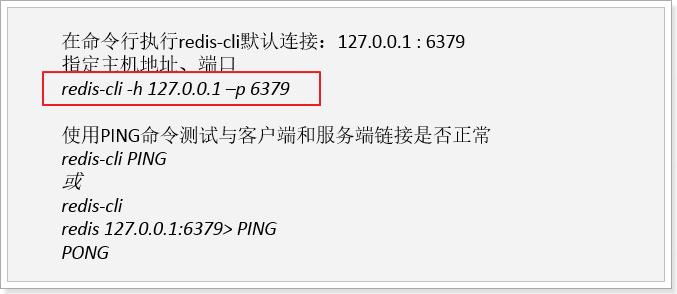 在命令行执行redis-cli默认连接：127.0.0.1 : 6379
指定主机地址、端口
redis-cli -h 127.0.0.1 –p 6379
使用PING命令测试与客户端和服务端链接是否正常
redis-cli PING
或
redis-cli
redis 127.0.0.1:6379> PING
PONG